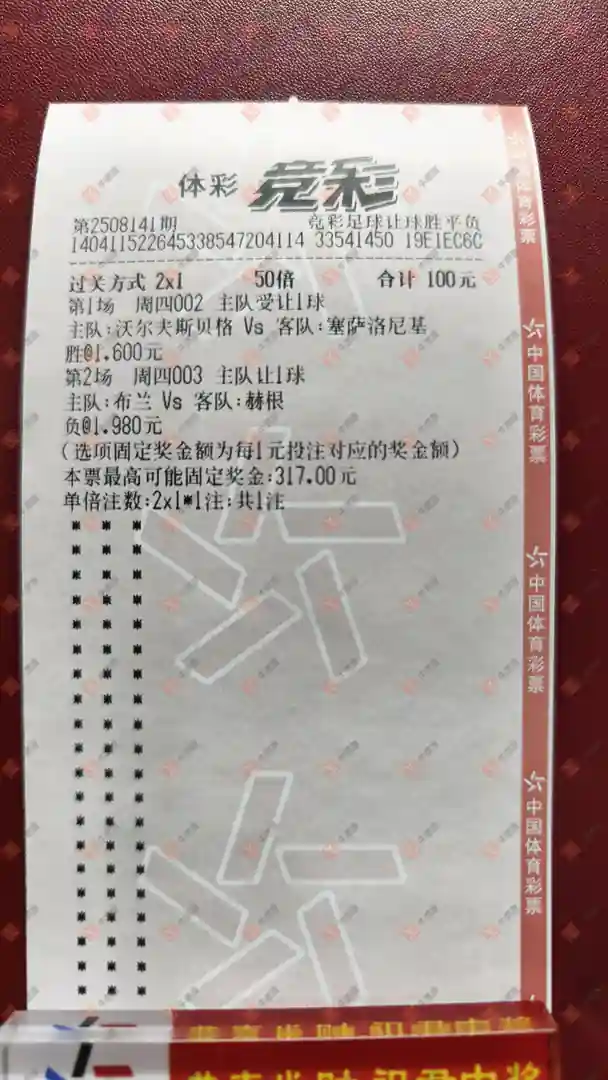 体彩 竞彩
第2508141期 竞彩足球让球胜平负
140411522645338547204114 33541450 19E1EC6C
过关方式 2x1 50倍 合计 100元
第1场 周四002 主队受让1球
主队:沃尔夫斯贝格 Vs 客队:塞萨洛尼基
胜@1.600元
第2场 周四003 主队让1球
主队:布兰 Vs 客队:赫根
负@1.980元
(选项固定奖金额为每1元投注对应的奖金额)
本票最高可能固定奖金:317.00元
单倍注数:2x1*1注;共1注
中国体育彩票
中国体育彩票
中国体育彩票
中国体育彩票